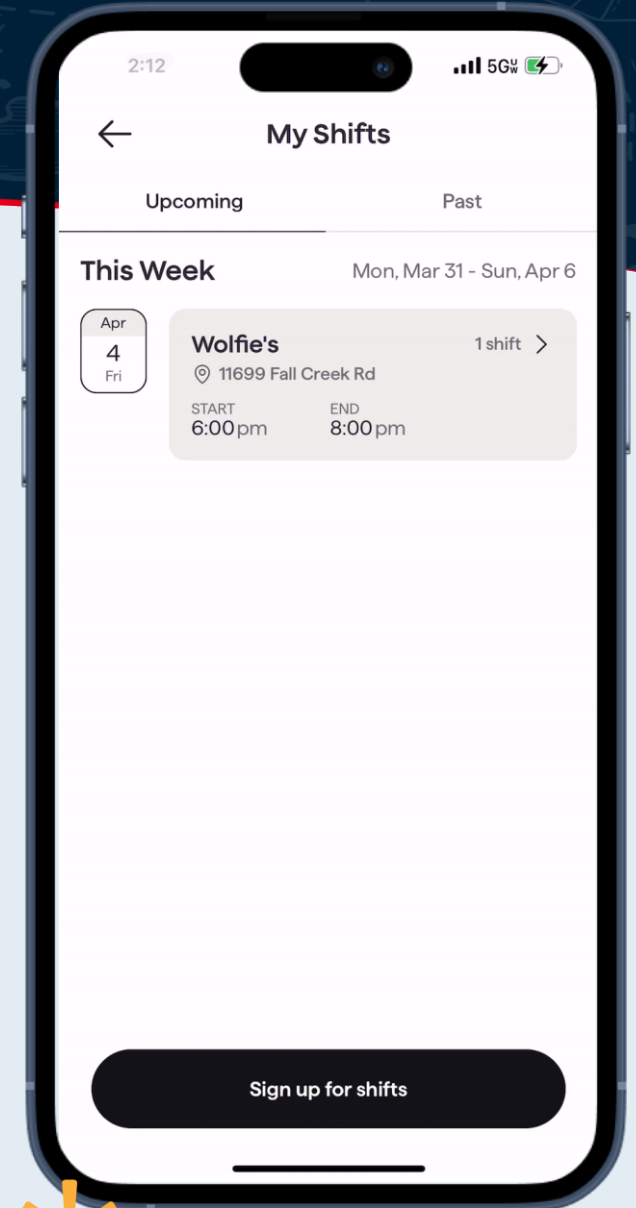 2:12 5G
My Shifts
Upcoming Past
This Week Mon, Mar 31 - Sun, Apr 6
Apr
4
Fri
Wolfie's 1 shift
11699 Fall Creek Rd
START END
6:00 pm 8:00 pm
Sign up for shifts